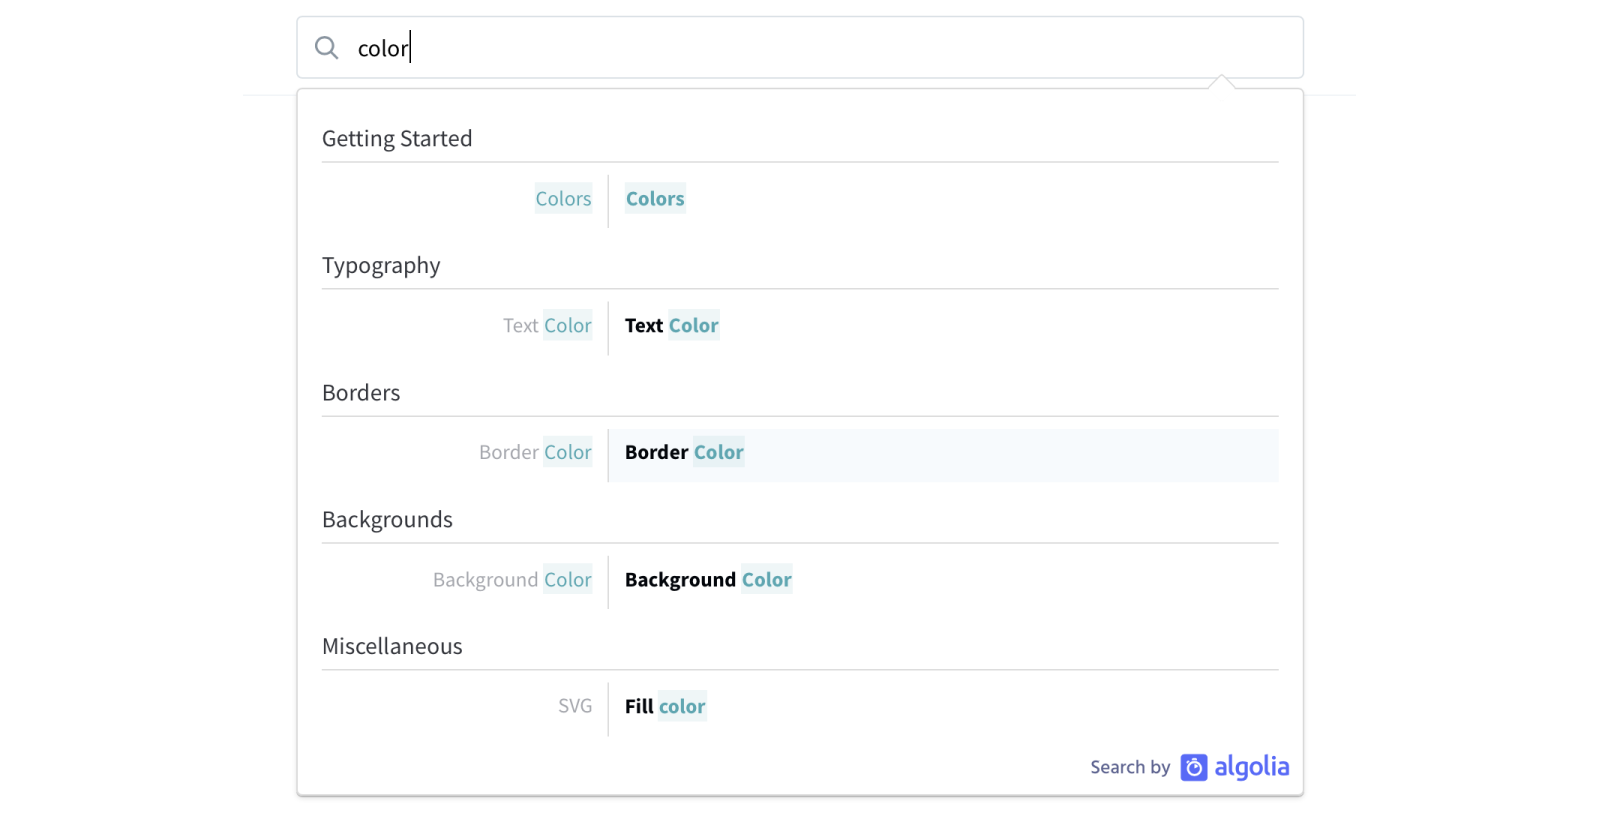 color
Getting Started
Colors Colors
Typography
Text Color Text Color
Borders
Border Color Border Color
Backgrounds
Background Color Background Color
Miscellaneous
SVG Fill color
Search by algolia